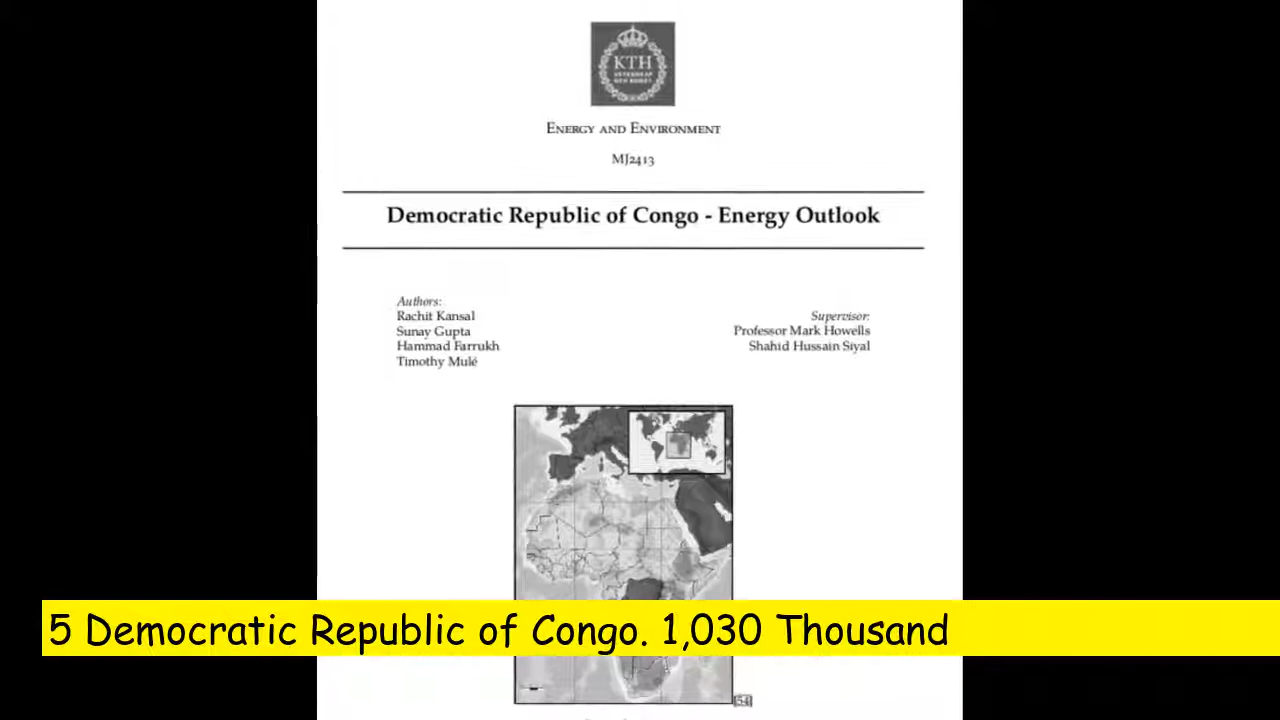 KTH
ENERGY AND ENVIRONMENT
MJ2413
Democratic Republic of Congo - Energy Outlook
Authors:
Rachit Kansal
Sunay Gupta
Hammad Farrukh
Timothy Mulé
Supervisor:
Professor Mark Howells
Shahid Hussain Siyal
5 Democratic Republic of Congo. 1,030 Thousand
[54]